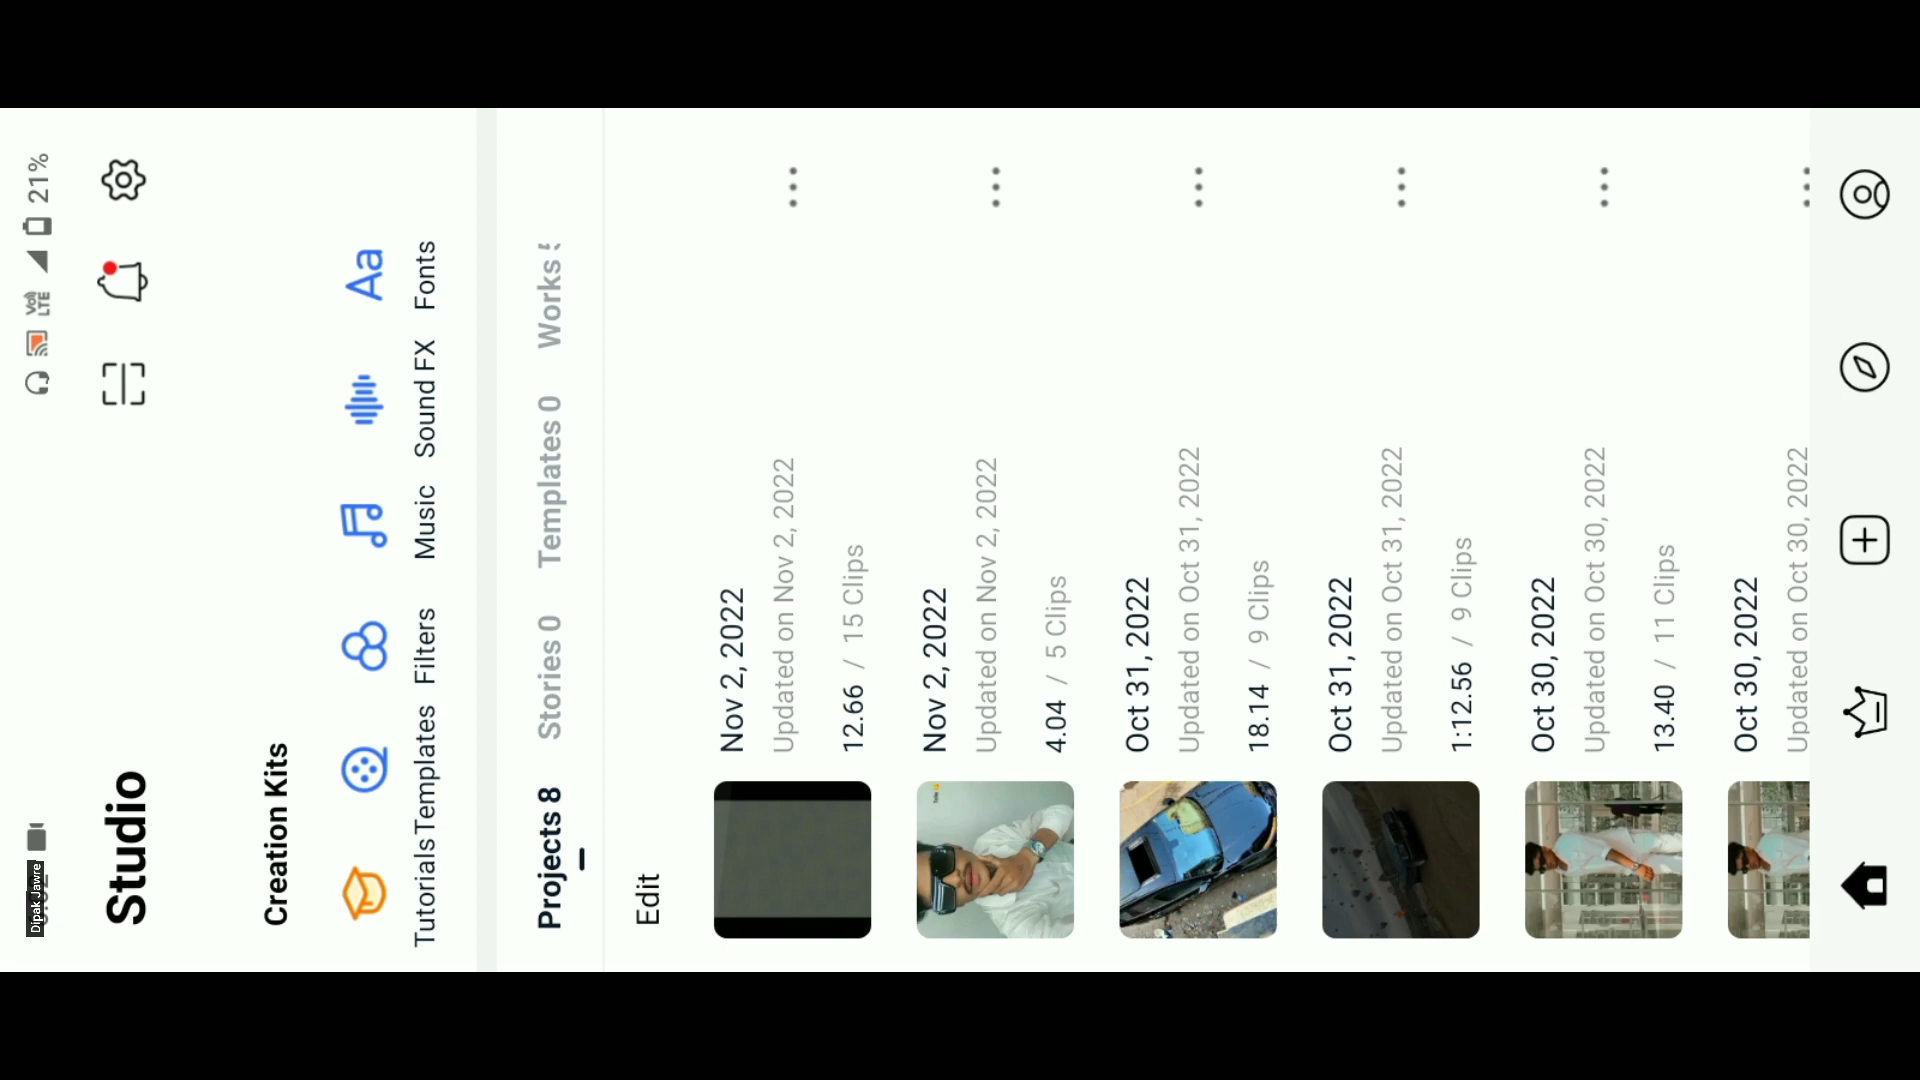 Dipak Jawre
Vo) LTE 21%
Studio
Creation Kits
Tutorials Templates Filters Music Sound FX Fonts
Aa
Projects 8 Stories 0 Templates 0 Works
Edit
Nov 2, 2022
Updated on Nov 2, 2022
12.66 / 15 Clips
Nov 2, 2022
Updated on Nov 2, 2022
4.04 / 5 Clips
Oct 31, 2022
Updated on Oct 31, 2022
18.14 / 9 Clips
Oct 31, 2022
Updated on Oct 31, 2022
1:12.56 / 9 Clips
Oct 30, 2022
Updated on Oct 30, 2022
13.40 / 11 Clips
Oct 30, 2022
Updated on Oct 30, 2022